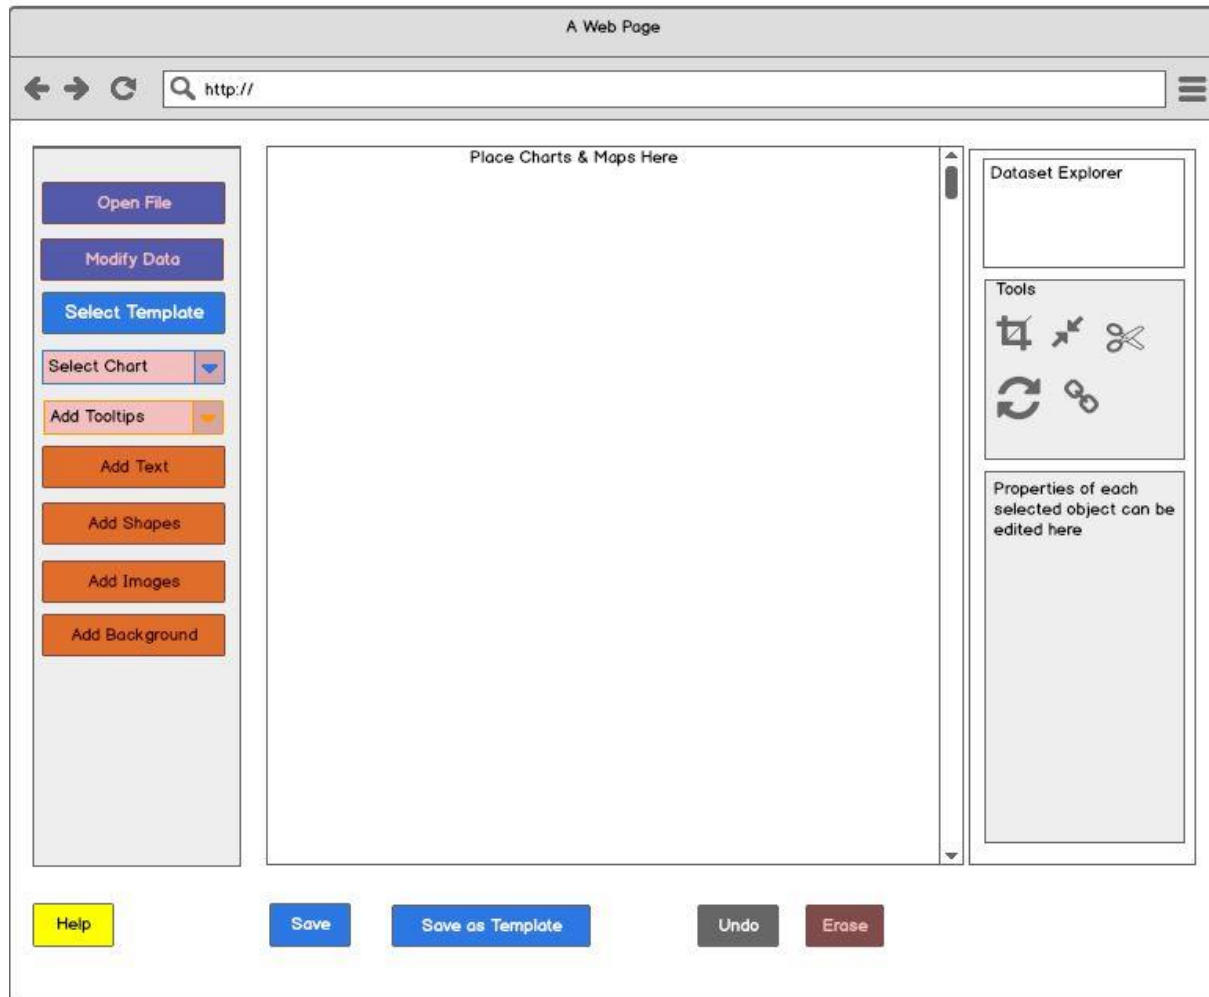 A Web Page
http://
Open File
Modify Data
Select Template
Select Chart
Add Tooltips
Add Text
Add Shapes
Add Images
Add Background
Place Charts & Maps Here
Dataset Explorer
Tools
Properties of each
selected object can be
edited here
Help
Save
Save as Template
Undo
Erase